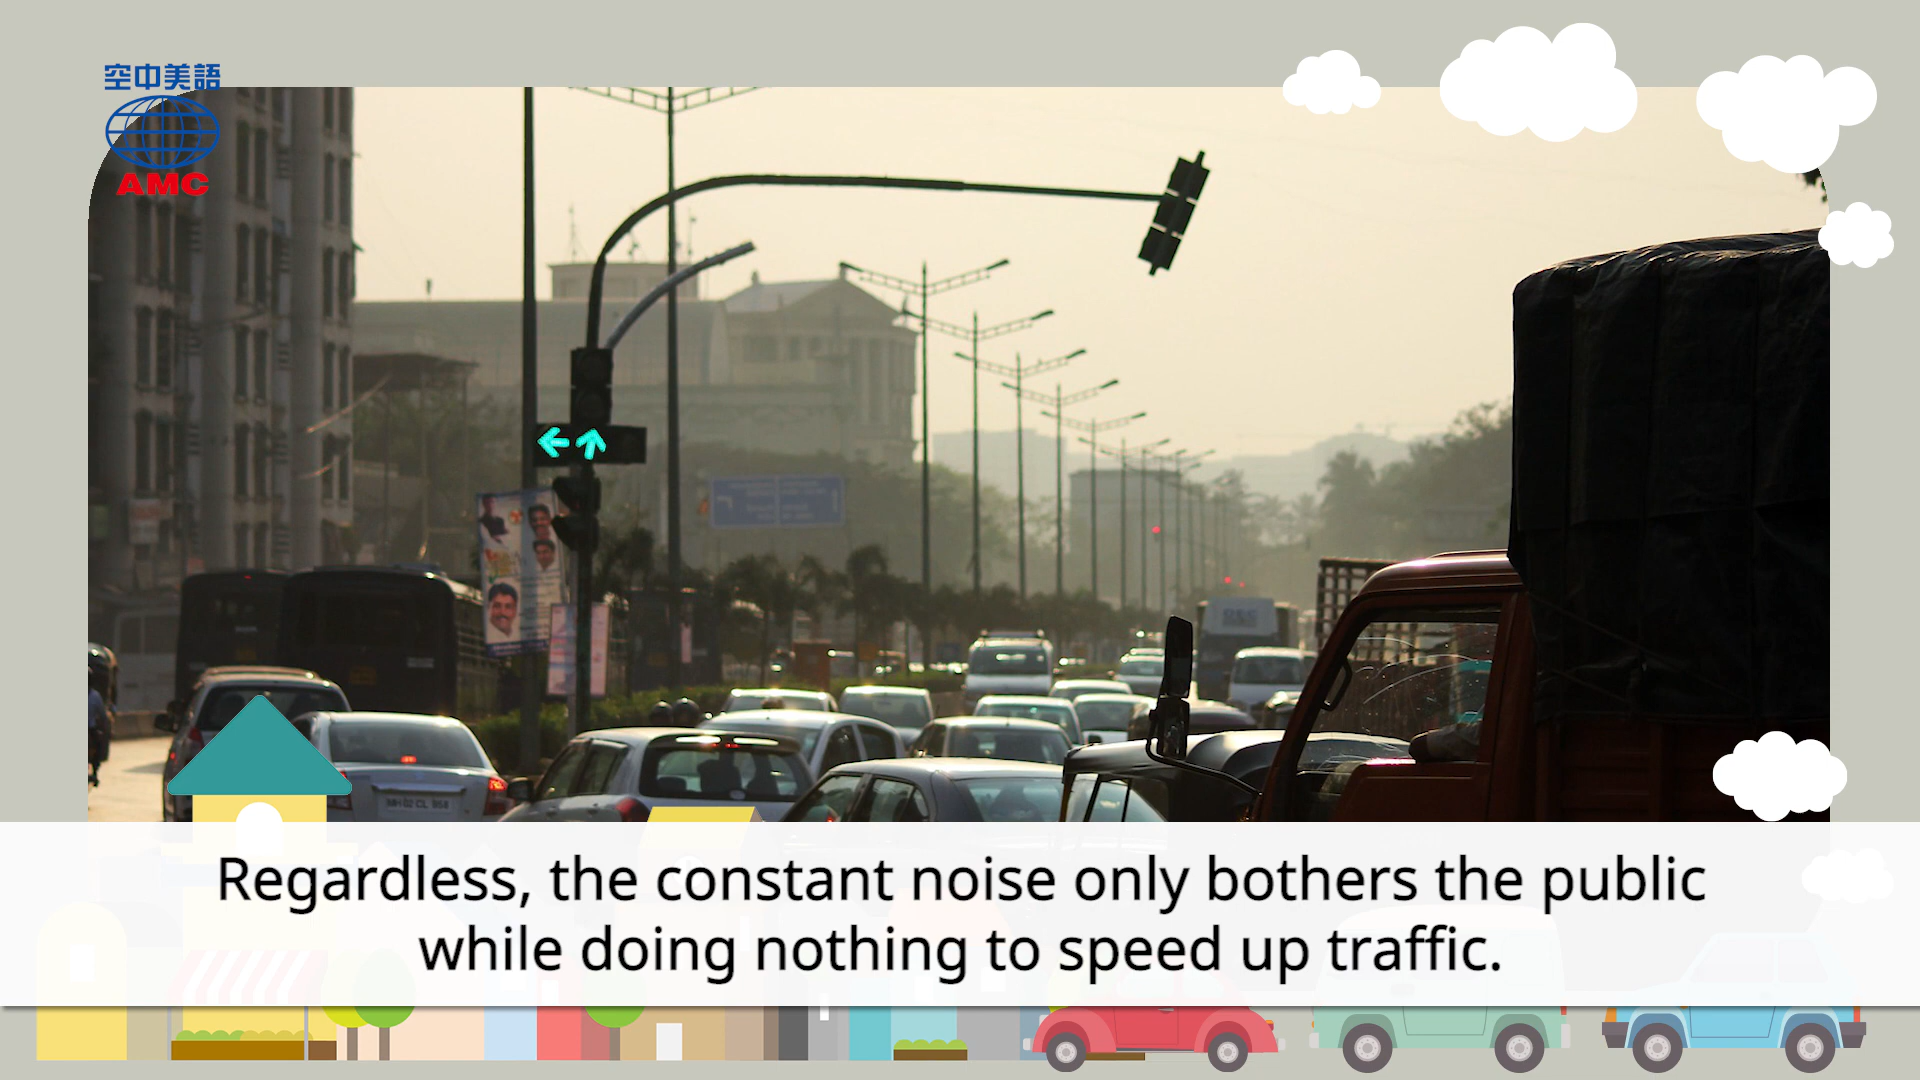 空中美語
AMC
Regardless, the constant noise only bothers the public
while doing nothing to speed up traffic.